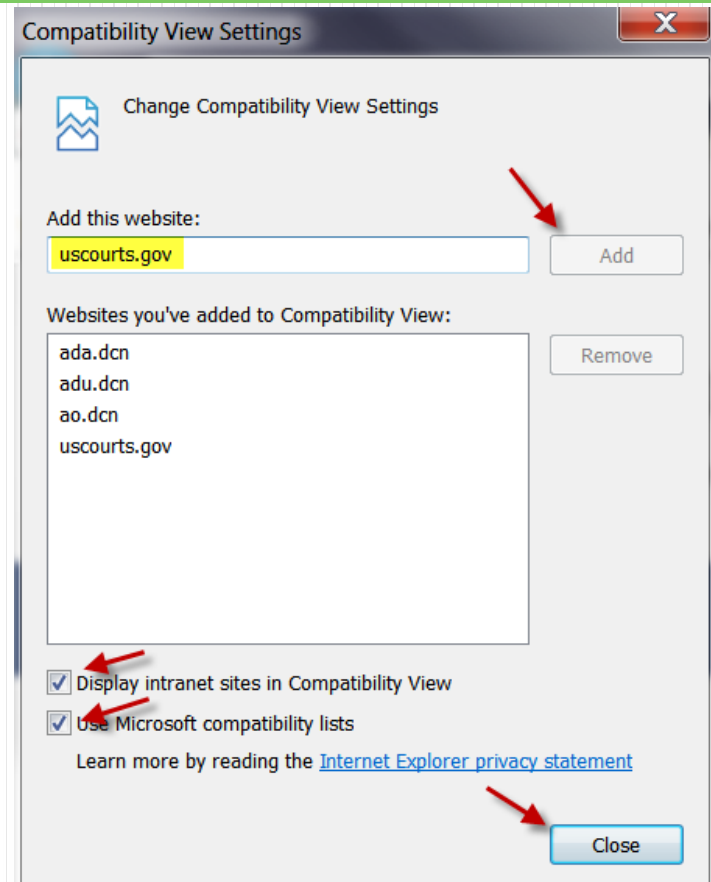 Compatibility View Settings
X
Change Compatibility View Settings
Add this website:
uscourts.gov
Add
Websites you've added to Compatibility View:
ada.dcn
Remove
adu.dcn
ao.dcn
uscourts.gov
Display intranet sites in Compatibility View
Use Microsoft compatibility lists
Learn more by reading the Internet Explorer privacy statement
Close